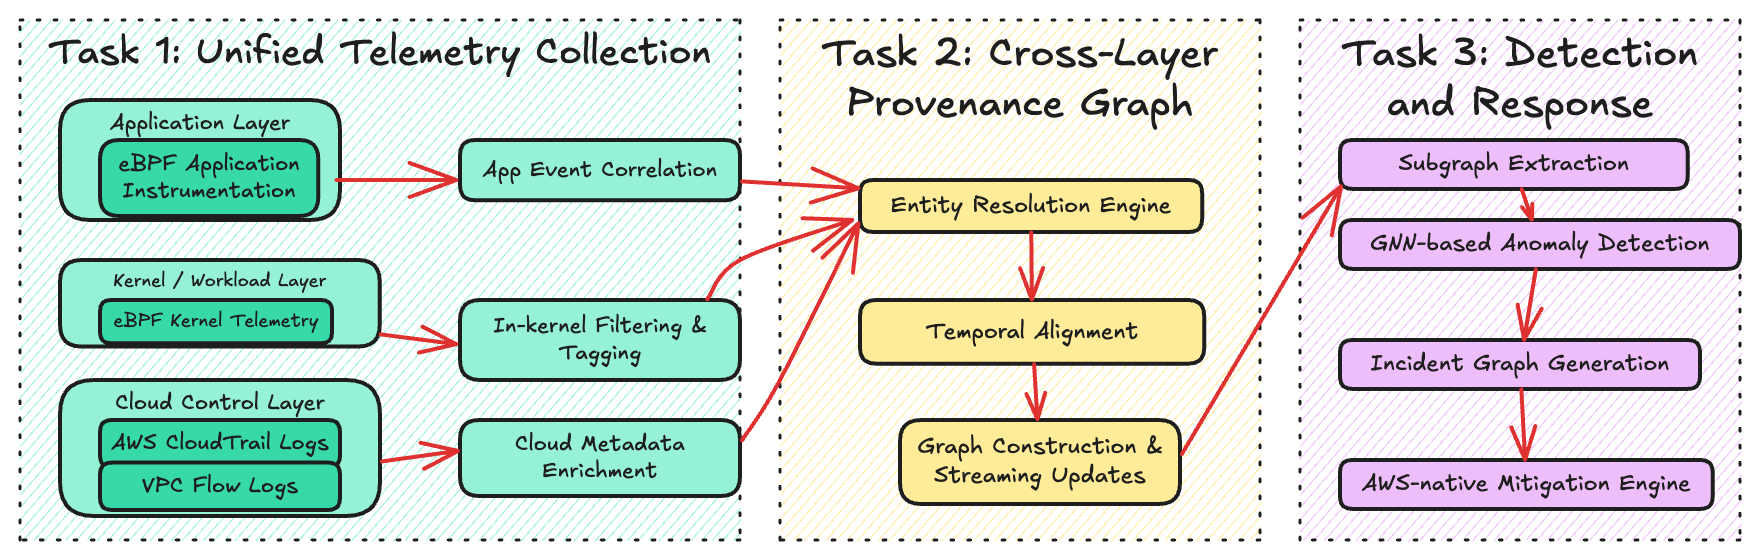 Task 1: Unified Telemetry Collection
Application Layer
eBPF Application
Instrumentation
App Event Correlation
Kernel / Workload Layer
eBPF Kernel Telemetry
In-kernel Filtering &
Tagging
Cloud Control Layer
AWS CloudTrail Logs
VPC Flow Logs
Cloud Metadata
Enrichment
Task 2: Cross-Layer
Provenance Graph
Entity Resolution Engine
Temporal Alignment
Graph Construction &
Streaming Updates
Task 3: Detection
and Response
Subgraph Extraction
GNN-based Anomaly Detection
Incident Graph Generation
AWS-native Mitigation Engine